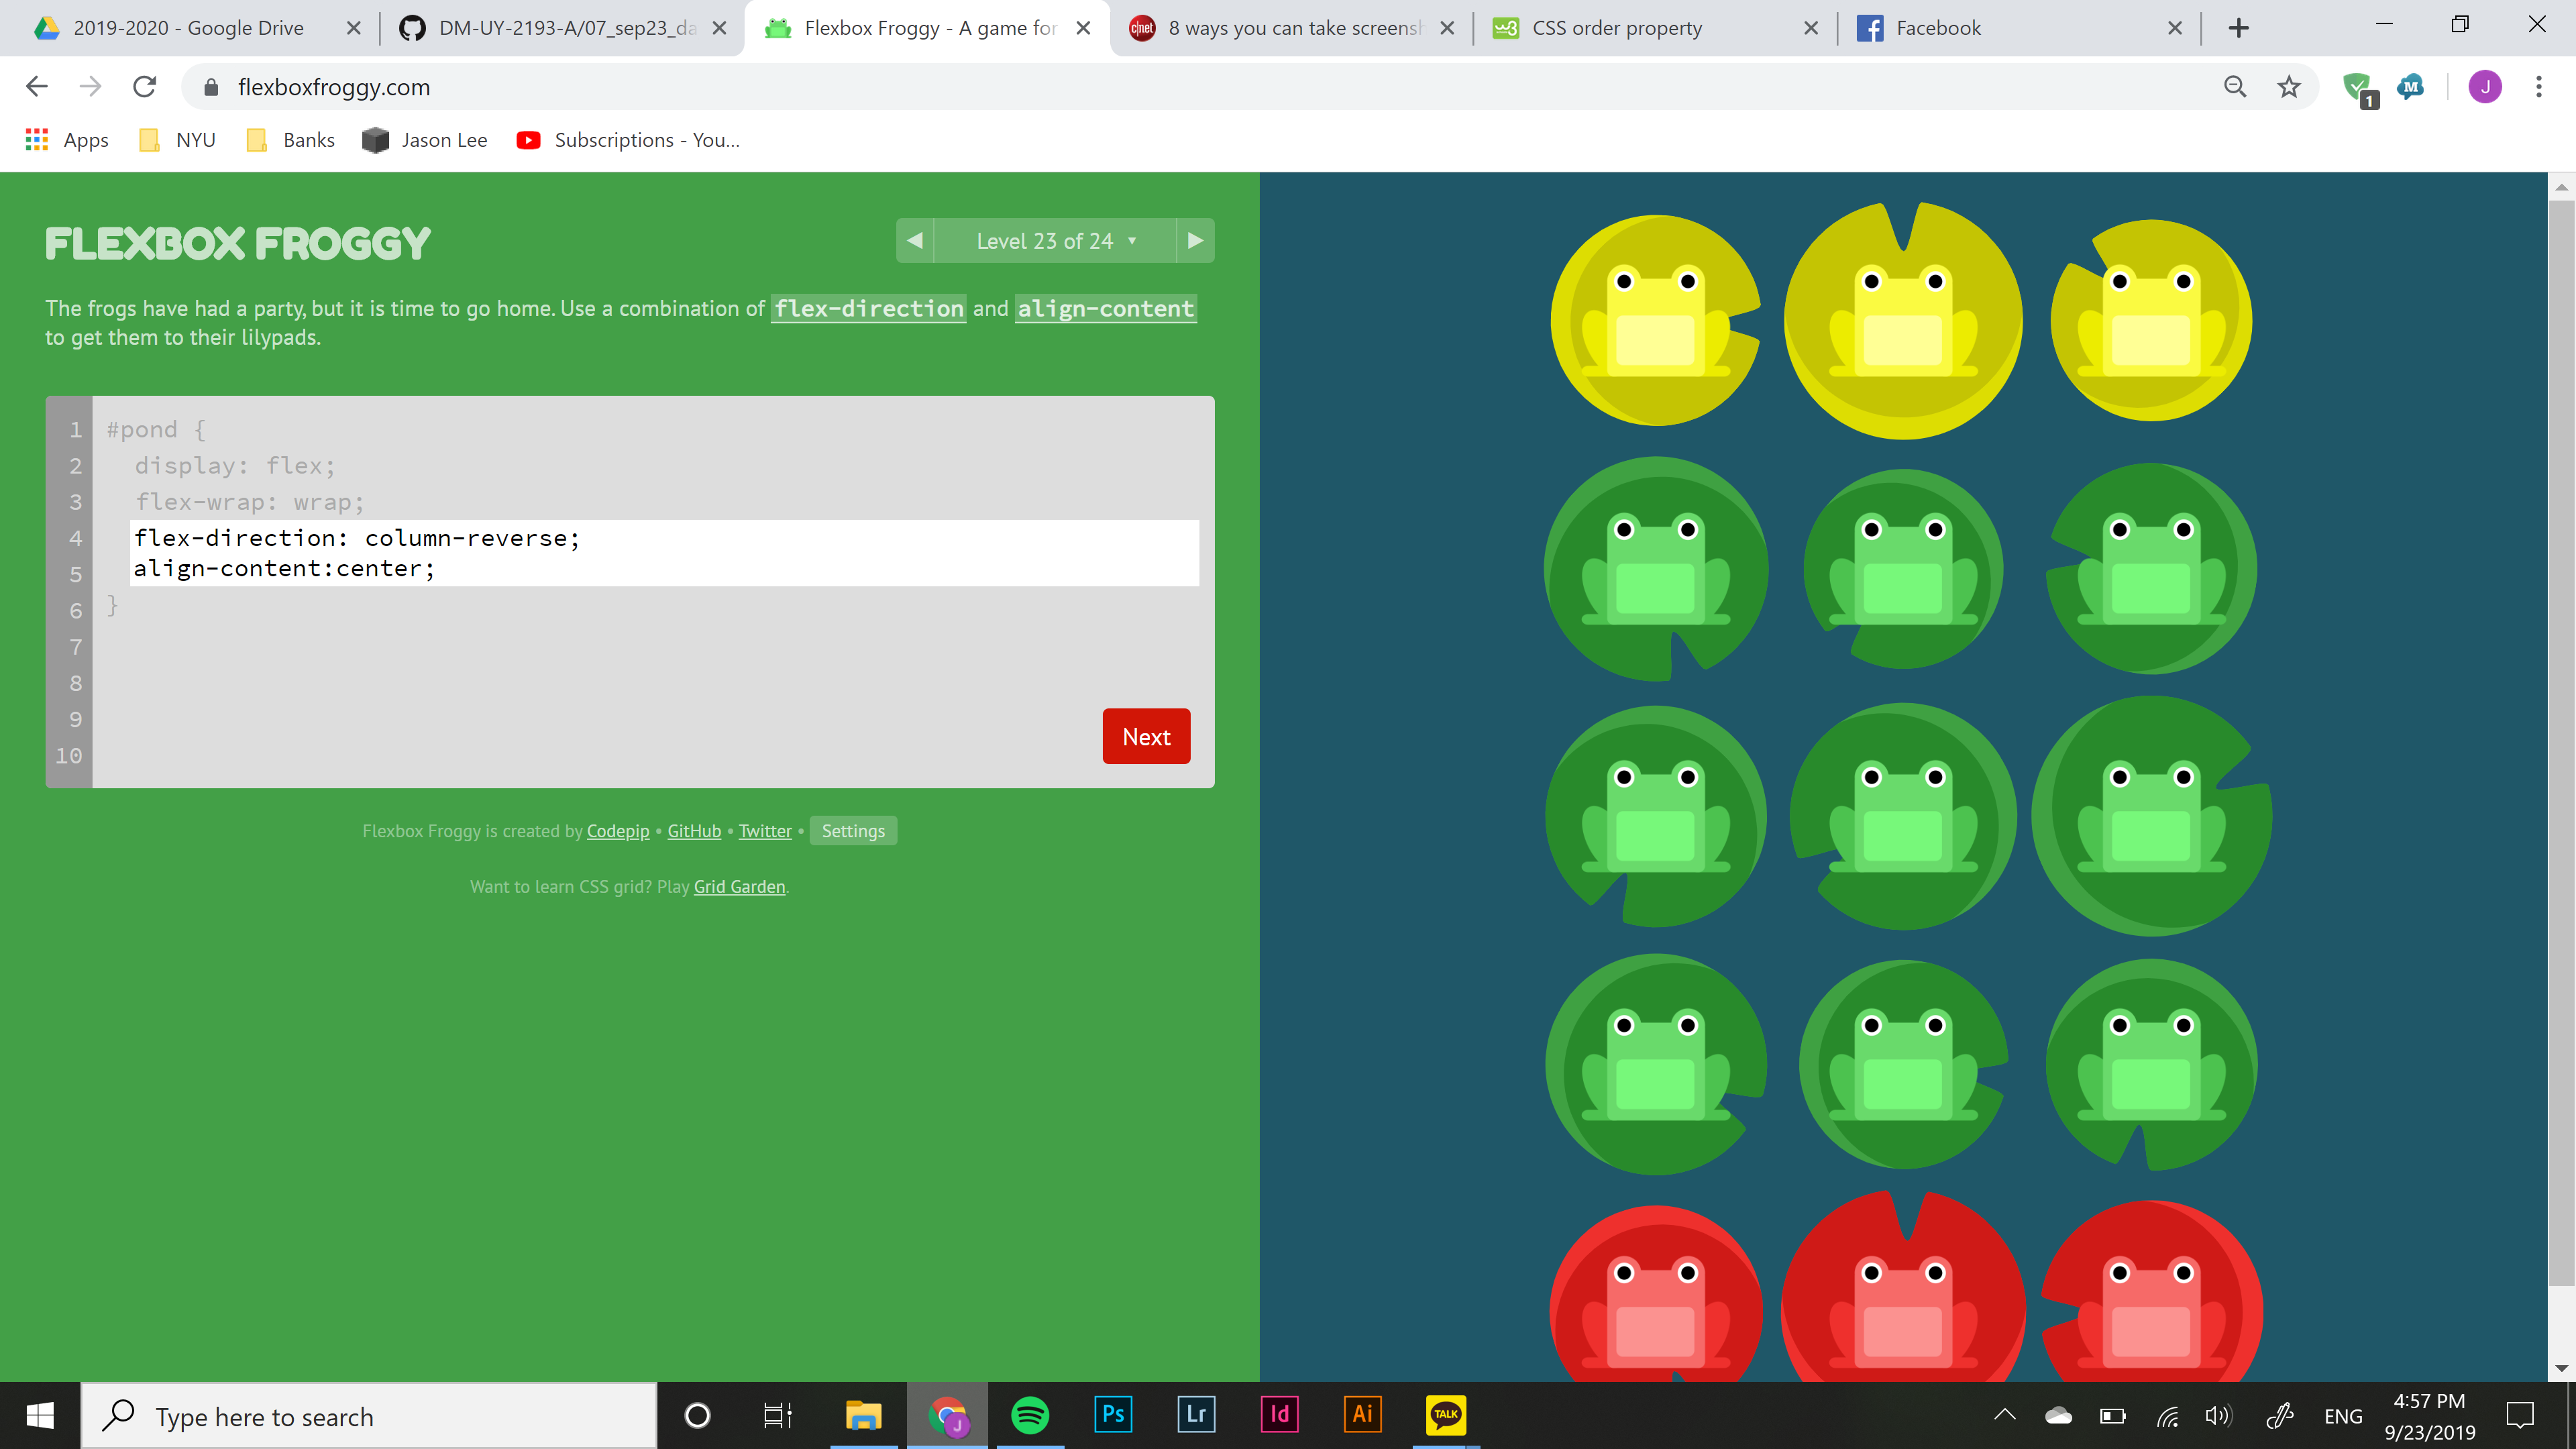 2019-2020 - Google Drive
DM-UY-2193-A/07_sep23_da
Flexbox Froggy - A game for
c|net
8 ways you can take screensh
w3
CSS order property
Facebook
flexboxfroggy.com
1
M
J
Apps
NYU
Banks
Jason Lee
Subscriptions - You...
FLEXBOX FROGGY
Level 23 of 24
The frogs have had a party, but it is time to go home. Use a combination of flex-direction and align-content
to get them to their lilypads.
1 #pond {
2 display: flex;
3 flex-wrap: wrap;
4 flex-direction: column-reverse;
5 align-content:center;
6 }
7
8
9
10
Next
Flexbox Froggy is created by Codepip • GitHub • Twitter • Settings
Want to learn CSS grid? Play Grid Garden.
Type here to search
J
Ps
Lr
Id
Ai
TALK
ENG
4:57 PM
9/23/2019